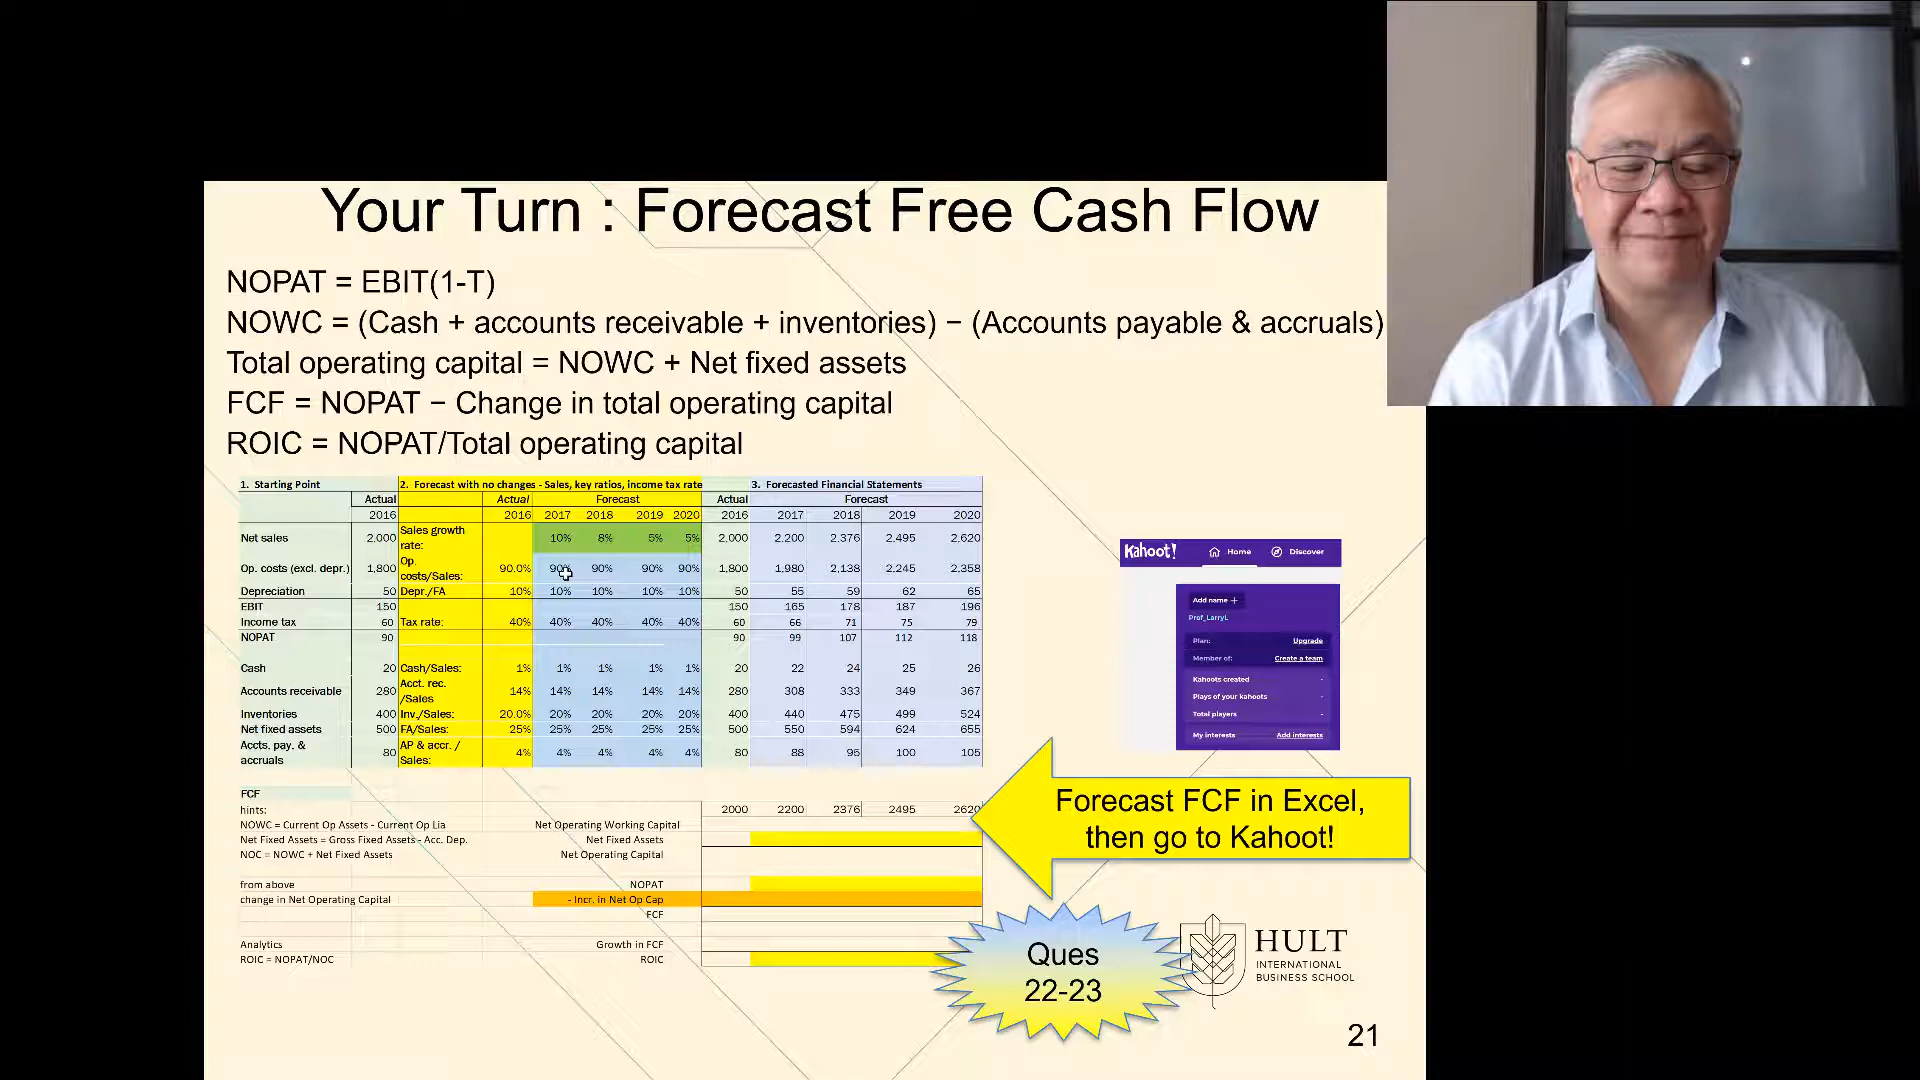 Your Turn : Forecast Free Cash Flow
NOPAT = EBIT(1-T)
NOWC = (Cash + accounts receivable + inventories) − (Accounts payable & accruals)
Total operating capital = NOWC + Net fixed assets
FCF = NOPAT − Change in total operating capital
ROIC = NOPAT/Total operating capital
1. Starting Point 2. Forecast with no changes - Sales, key ratios, income tax rate 3. Forecasted Financial Statements
Actual Actual Forecast Actual Forecast
2016 2016 2017 2018 2019 2020 2016 2017 2018 2019 2020
Net sales 2,000 Sales growth rate: 10% 8% 5% 5% 2,000 2,200 2,376 2,495 2,620
Op. costs (excl. depr.) 1,800 Op. costs/Sales: 90.0% 90% 90% 90% 90% 1,800 1,980 2,138 2,245 2,358
Depreciation 50 Depr./FA 10% 10% 10% 10% 10% 50 55 59 62 65
EBIT 150 150 165 178 187 196
Income tax 60 Tax rate: 40% 40% 40% 40% 40% 60 66 71 75 79
NOPAT 90 90 99 107 112 118
Cash 20 Cash/Sales: 1% 1% 1% 1% 1% 20 22 24 25 26
Accounts receivable 280 Acct. rec. /Sales 14% 14% 14% 14% 14% 280 308 333 349 367
Inventories 400 Inv./Sales: 20.0% 20% 20% 20% 20% 400 440 475 499 524
Net fixed assets 500 FA/Sales: 25% 25% 25% 25% 25% 500 550 594 624 655
Accts. pay. & accruals 80 AP & accr. / Sales: 4% 4% 4% 4% 4% 80 88 95 100 105
FCF
hints: 2000 2200 2376 2495 2620
NOWC = Current Op Assets - Current Op Lia Net Operating Working Capital
Net Fixed Assets = Gross Fixed Assets - Acc. Dep. Net Fixed Assets
NOC = NOWC + Net Fixed Assets Net Operating Capital
from above NOPAT
change in Net Operating Capital - Incr. in Net Op Cap
FCF
Analytics Growth in FCF
ROIC = NOPAT/NOC ROIC
Kahoot! Home Discover
Add name +
Prof_LarryL
Plan: Upgrade
Member of: Create a team
Kahoots created -
Plays of your kahoots -
Total players -
My interests Add interests
Forecast FCF in Excel,
then go to Kahoot!
Ques
22-23
HULT
INTERNATIONAL
BUSINESS SCHOOL
21